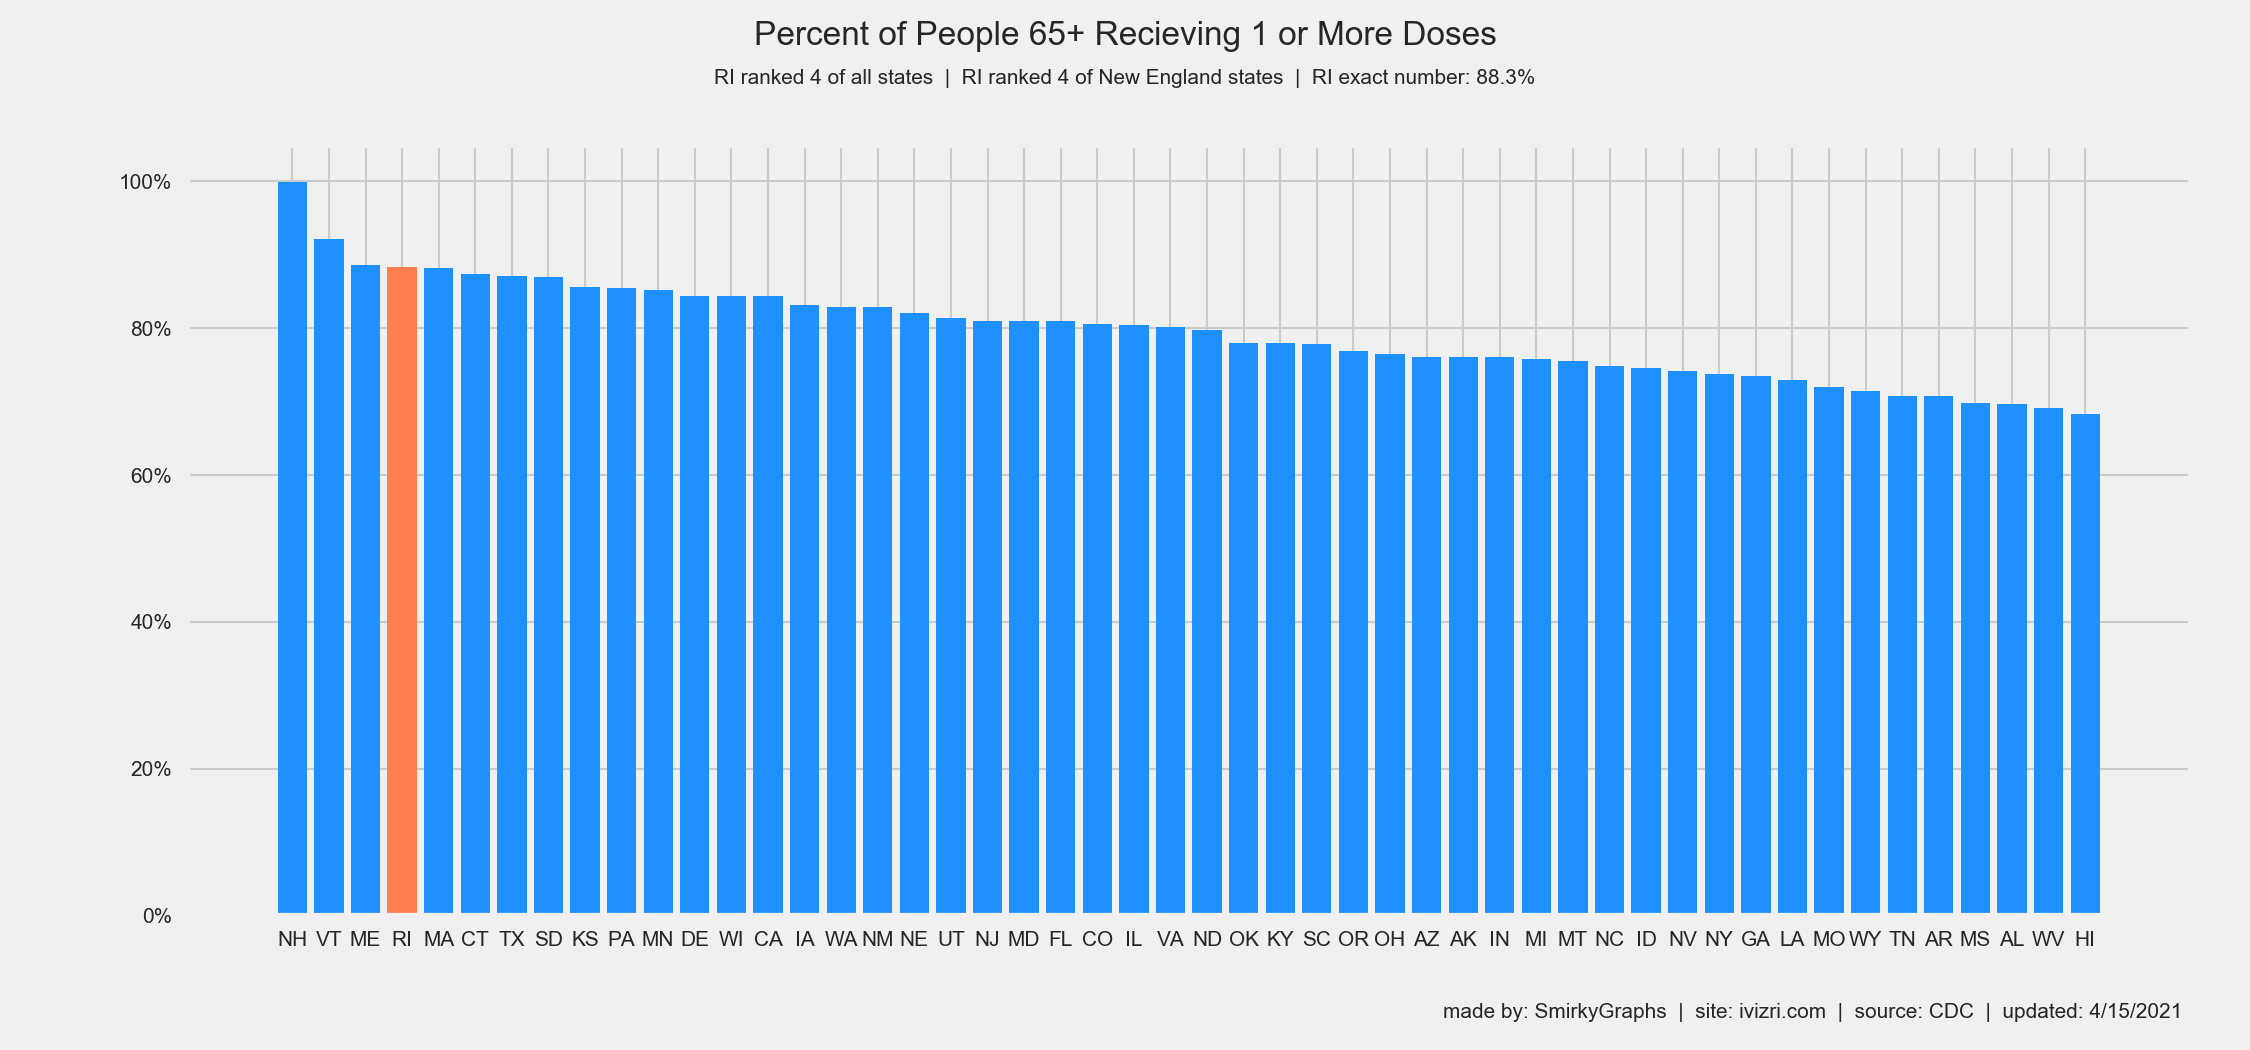 Percent of People 65+ Recieving 1 or More Doses
RI ranked 4 of all states | RI ranked 4 of New England states | RI exact number: 88.3%
100%
80%
60%
40%
20%
0%
NH VT ME RI MA CT TX SD KS PA MN DE WI CA IA WA NM NE UT NJ MD FL CO IL VA ND OK KY SC OR OH AZ AK IN MI MT NC ID NV NY GA LA MO WY TN AR MS AL WV HI
made by: SmirkyGraphs | site: ivizri.com | source: CDC | updated: 4/15/2021